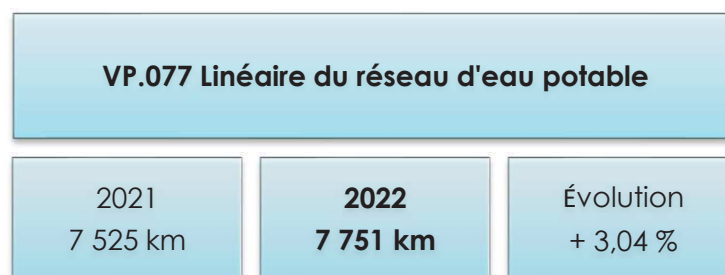 VP.077 Linéaire du réseau d'eau potable
2021
7 525 km
2022
7 751 km
Évolution
+ 3,04 %